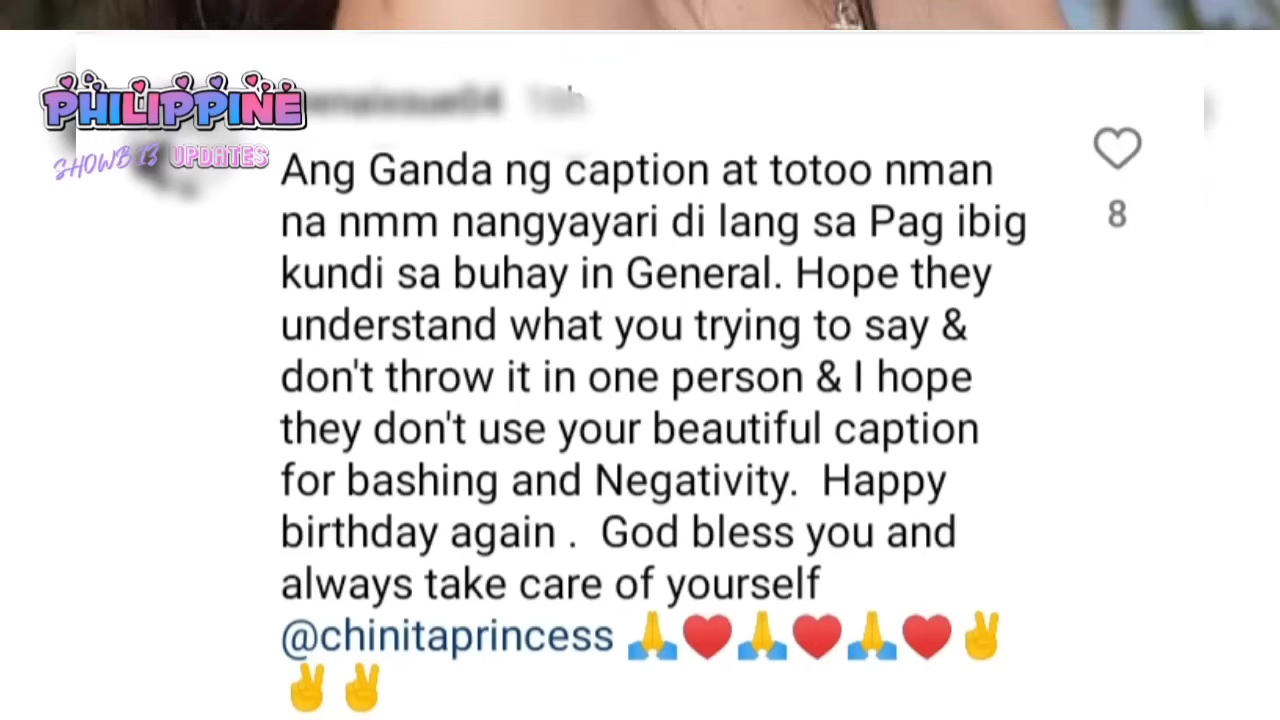 PHILIPPINE
SHOWBIS UPDATES
Ang Ganda ng caption at totoo nman
na nmm nangyayari di lang sa Pag ibig
kundi sa buhay in General. Hope they
understand what you trying to say &
don't throw it in one person & I hope
they don't use your beautiful caption
for bashing and Negativity. Happy
birthday again . God bless you and
always take care of yourself
@chinitaprincess 🙏♥️🙏♥️🙏♥️✌️
✌️✌️
8